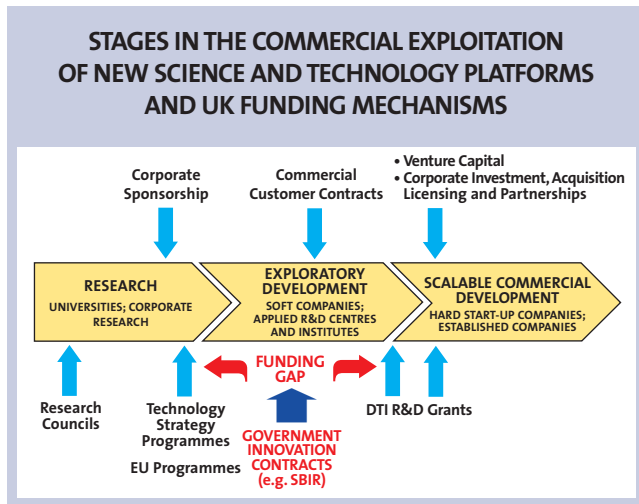 STAGES IN THE COMMERCIAL EXPLOITATION
OF NEW SCIENCE AND TECHNOLOGY PLATFORMS
AND UK FUNDING MECHANISMS
Corporate
Sponsorship
Commercial
Customer Contracts
• Venture Capital
• Corporate Investment, Acquisition
Licensing and Partnerships
RESEARCH
UNIVERSITIES; CORPORATE
RESEARCH
EXPLORATORY
DEVELOPMENT
SOFT COMPANIES;
APPLIED R&D CENTRES
AND INSTITUTES
SCALABLE COMMERCIAL
DEVELOPMENT
HARD START-UP COMPANIES;
ESTABLISHED COMPANIES
FUNDING
GAP
Research
Councils
Technology
Strategy
Programmes
EU Programmes
GOVERNMENT
INNOVATION
CONTRACTS
(e.g. SBIR)
DTI R&D Grants